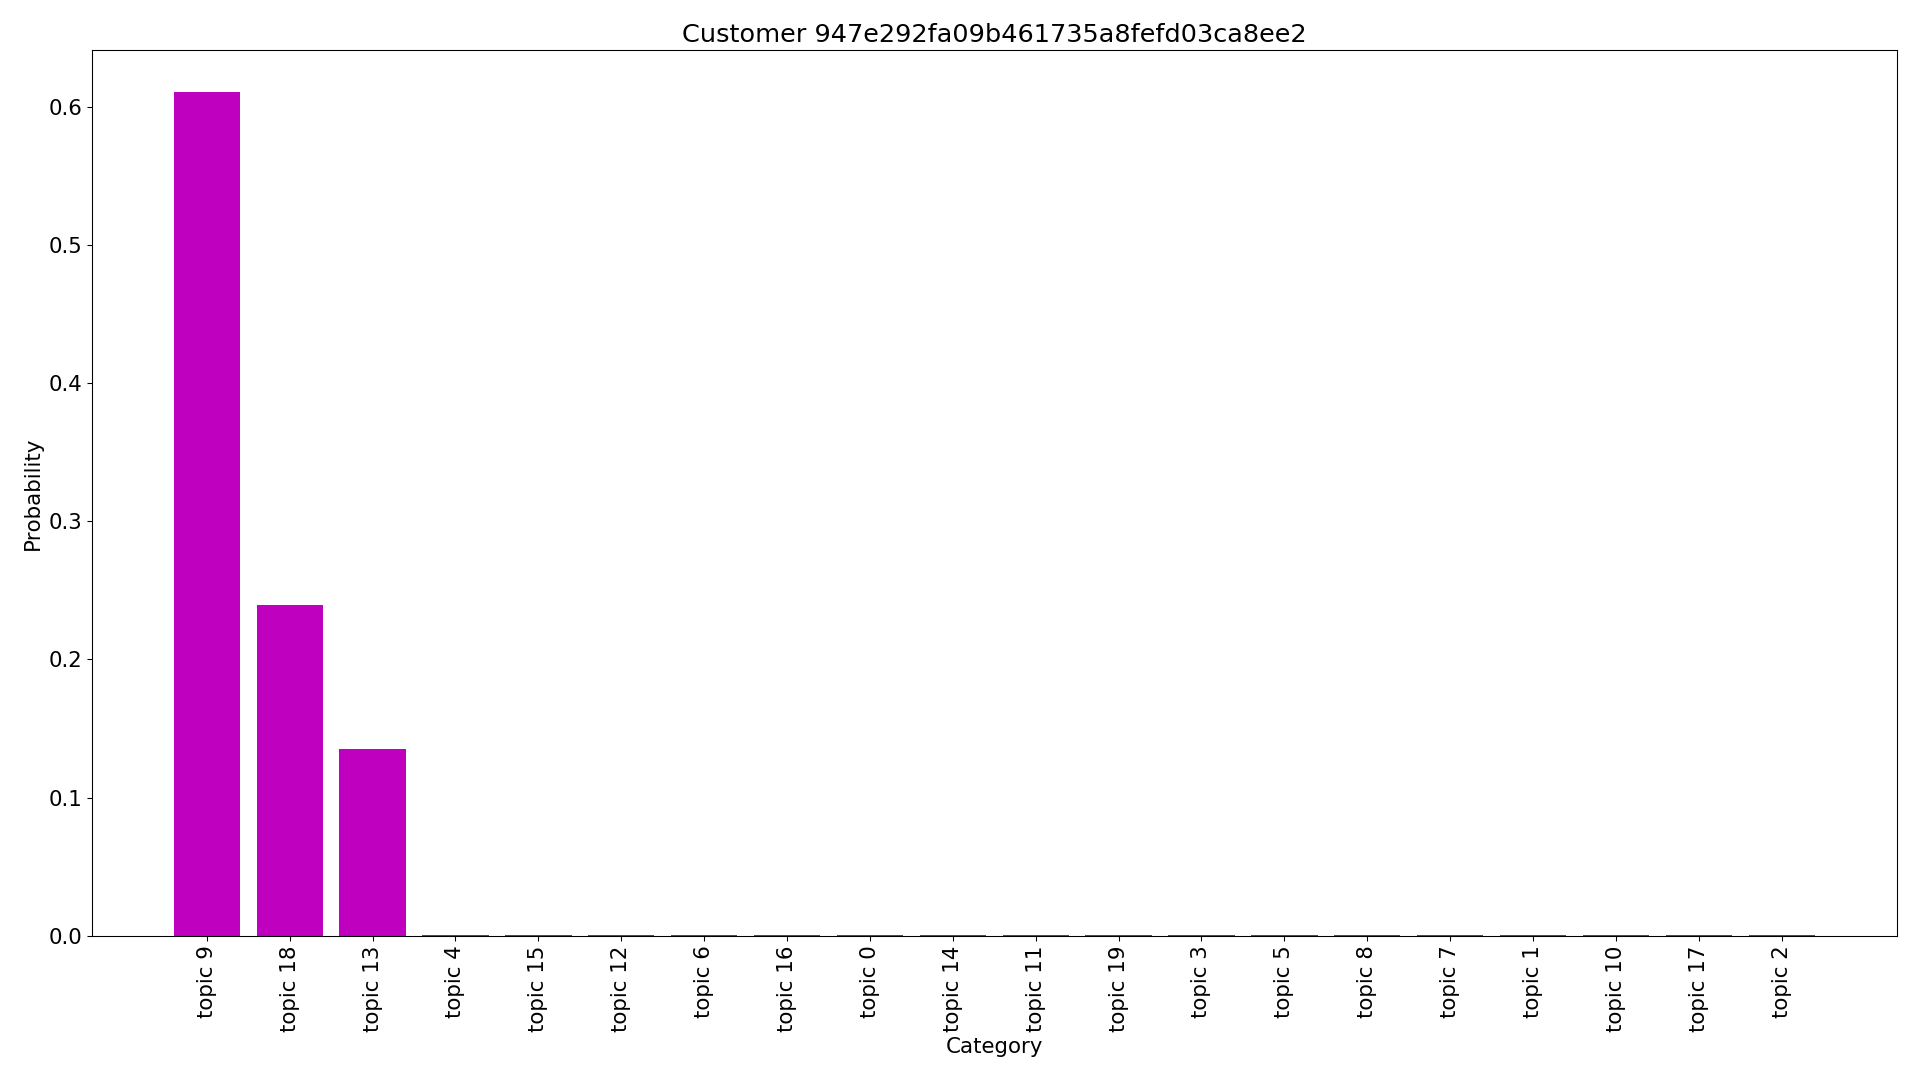 Customer 947e292fa09b461735a8fefd03ca8ee2
Probability
0.6
0.5
0.4
0.3
0.2
0.1
0.0
topic 9
topic 18
topic 13
topic 4
topic 15
topic 12
topic 6
topic 16
topic 0
topic 14
topic 11
topic 19
topic 3
topic 5
topic 8
topic 7
topic 1
topic 10
topic 17
topic 2
Category